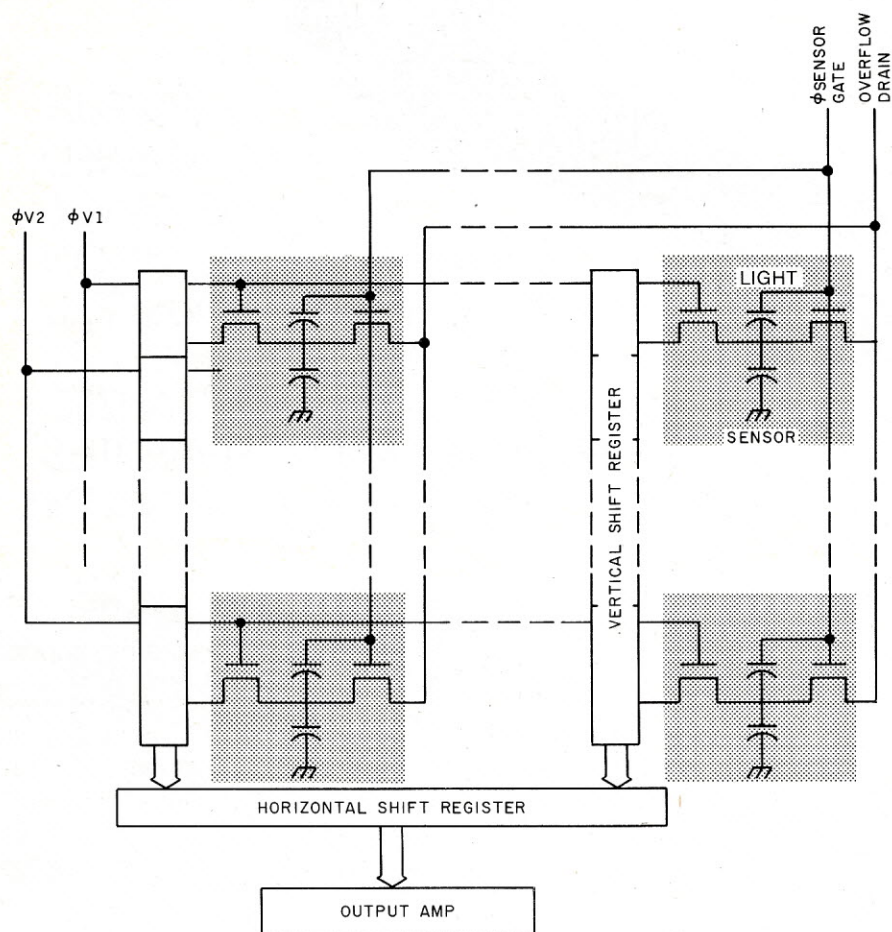 ϕSENSOR
GATE
OVERFLOW
DRAIN
ϕV2
ϕV1
LIGHT
SENSOR
VERTICAL SHIFT REGISTER
HORIZONTAL SHIFT REGISTER
OUTPUT AMP